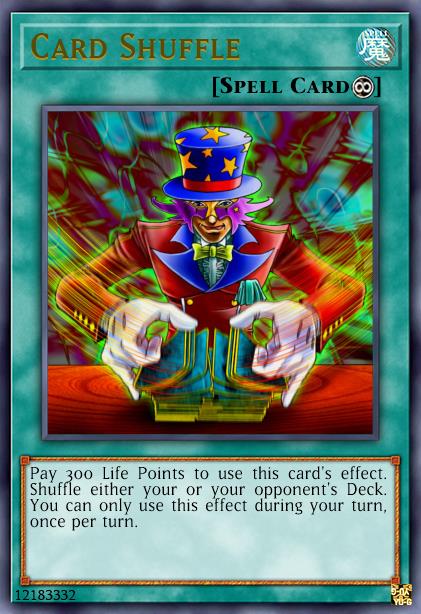 CARD SHUFFLE
SPELL
魔
[SPELL CARD]
Pay 300 Life Points to use this card's effect.
Shuffle either your or your opponent's Deck.
You can only use this effect during your turn,
once per turn.
12183332